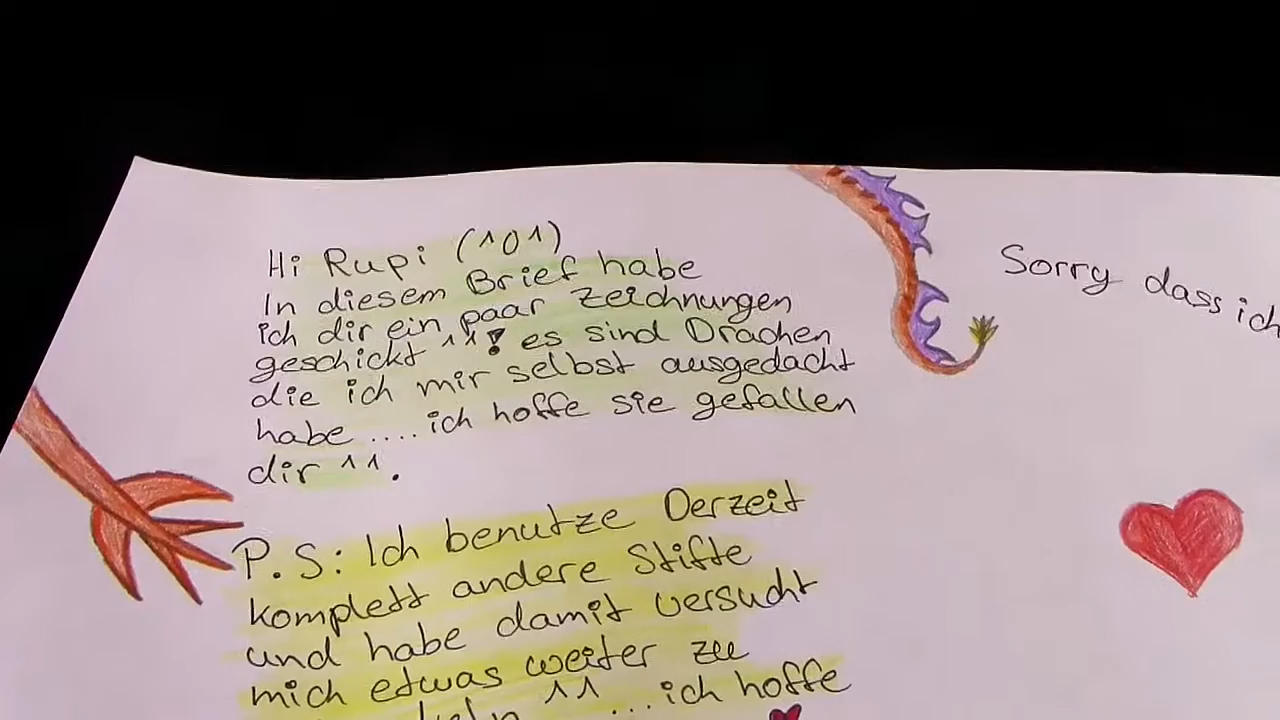 Hi Rupi (^0^)
In diesem Brief habe
ich dir ein paar Zeichnungen
geschickt ^^! es sind Drachen
die ich mir selbst ausgedacht
habe .... ich hoffe sie gefallen
dir ^^.
P.S: Ich benutze Derzeit
komplett andere Stifte
und habe damit versucht
mich etwas weiter zu
^^ ... ich hoffe
Sorry dass ich